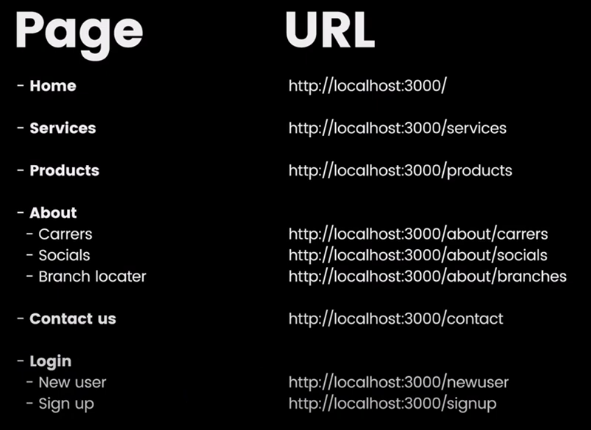 Page URL
- Home http://localhost:3000/
- Services http://localhost:3000/services
- Products http://localhost:3000/products
- About
- Carrers http://localhost:3000/about/carrers
- Socials http://localhost:3000/about/socials
- Branch locater http://localhost:3000/about/branches
- Contact us http://localhost:3000/contact
- Login
- New user http://localhost:3000/newuser
- Sign up http://localhost:3000/signup